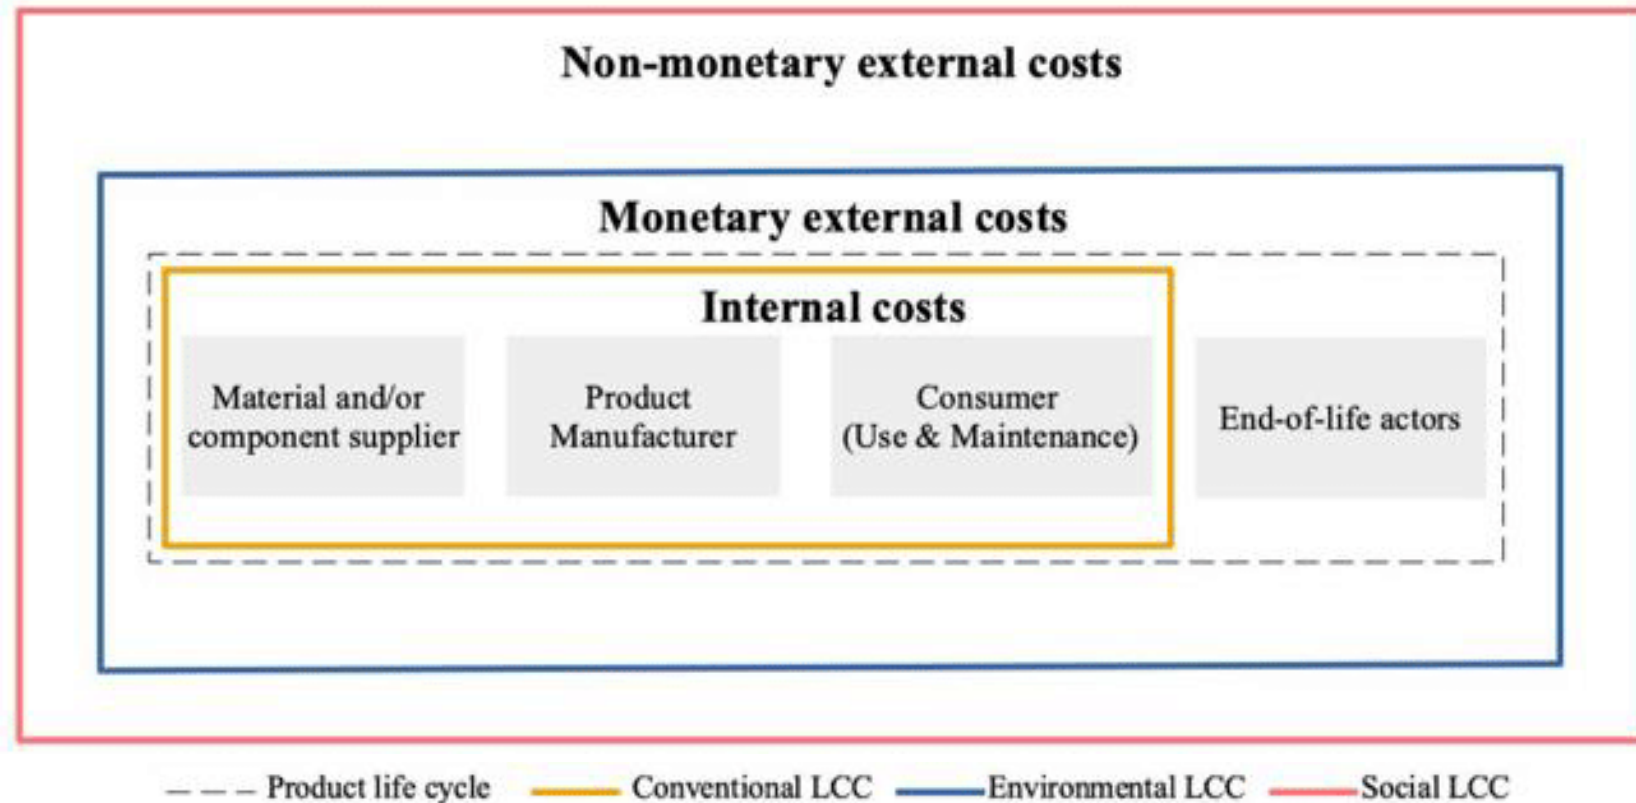 Non-monetary external costs
Monetary external costs
Internal costs
Material and/or
component supplier
Product
Manufacturer
Consumer
(Use & Maintenance)
End-of-life actors
Product life cycle
Conventional LCC
Environmental LCC
Social LCC